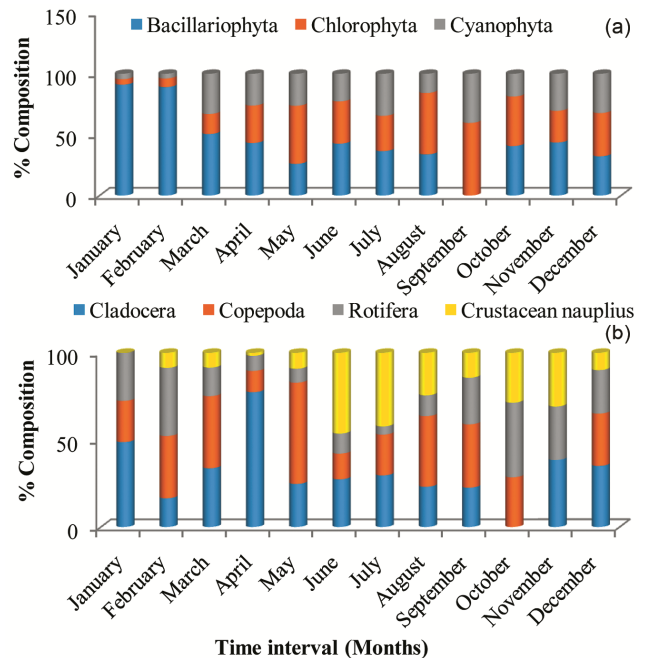 150
Bacillariophyta Chlorophyta Cyanophyta
(a)
100
50
0
% Composition
January February March April May June July August September October November December
Cladocera Copepoda Rotifera Crustacean nauplius
(b)
100
50
0
% Composition
January February March April May June July August September October November December
Time interval (Months)